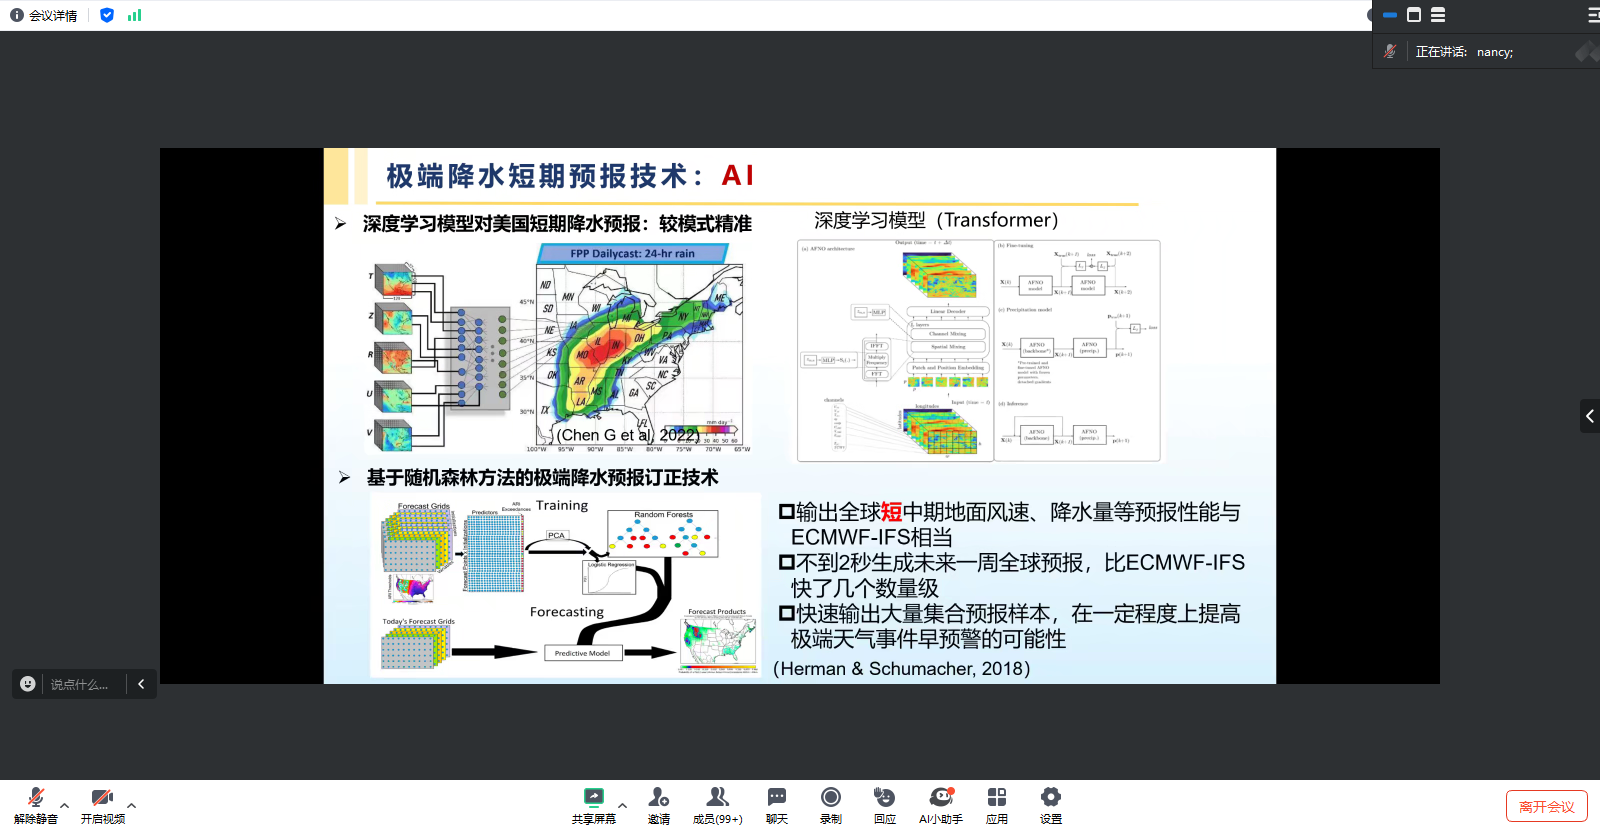 会议详情
正在讲话: nancy;
极端降水短期预报技术：AI
深度学习模型对美国短期降水预报：较模式精准
深度学习模型（Transformer）
FPP Dailycast: 24-hr rain
T
Z
R
U
V
ND
MN
SD
WI
NE
IA
IL
IN
OH
PA
NY
ME
KS
MO
KY
WV
VA
OK
AR
TN
NC
MS
AL
GA
SC
TX
LA
FL
45°N
40°N
35°N
30°N
100°W 95°W 90°W 85°W 80°W 75°W 70°W 65°W
mm day⁻¹
(Chen G et al, 2022)
(a) AFNO architecture
Output (time = t + Δt)
Linear Decoder
L layers
Channel Mixing
Spatial Mixing
Patch and Position Embedding
IFFT
Multiply Frequency
FFT
MLP
channels
longitudes
Input (time = t)
(b) Fine-tuning
X(k)
AFNO model
X(k+1)
AFNO model
X(k+2)
loss
(c) Precipitation model
X(k)
AFNO (backbone*)
X(k+1)
AFNO (precip.)
p(k+1)
loss
(d) Inference
X(k)
AFNO (backbone)
X(k+1)
AFNO (precip.)
p(k+1)
基于随机森林方法的极端降水预报订正技术
Forecast Grids
Predictors
ARI Exceedances
Training
PCA
Random Forests
Logistic Regression
Forecasting
Today's Forecast Grids
Predictive Model
Forecast Products
输出全球短中期地面风速、降水量等预报性能与
ECMWF-IFS相当
不到2秒生成未来一周全球预报，比ECMWF-IFS
快了几个数量级
快速输出大量集合预报样本，在一定程度上提高
极端天气事件早预警的可能性
(Herman & Schumacher, 2018)
说点什么...
解除静音
开启视频
共享屏幕
邀请
成员(99+)
聊天
录制
回应
AI小助手
应用
设置
离开会议